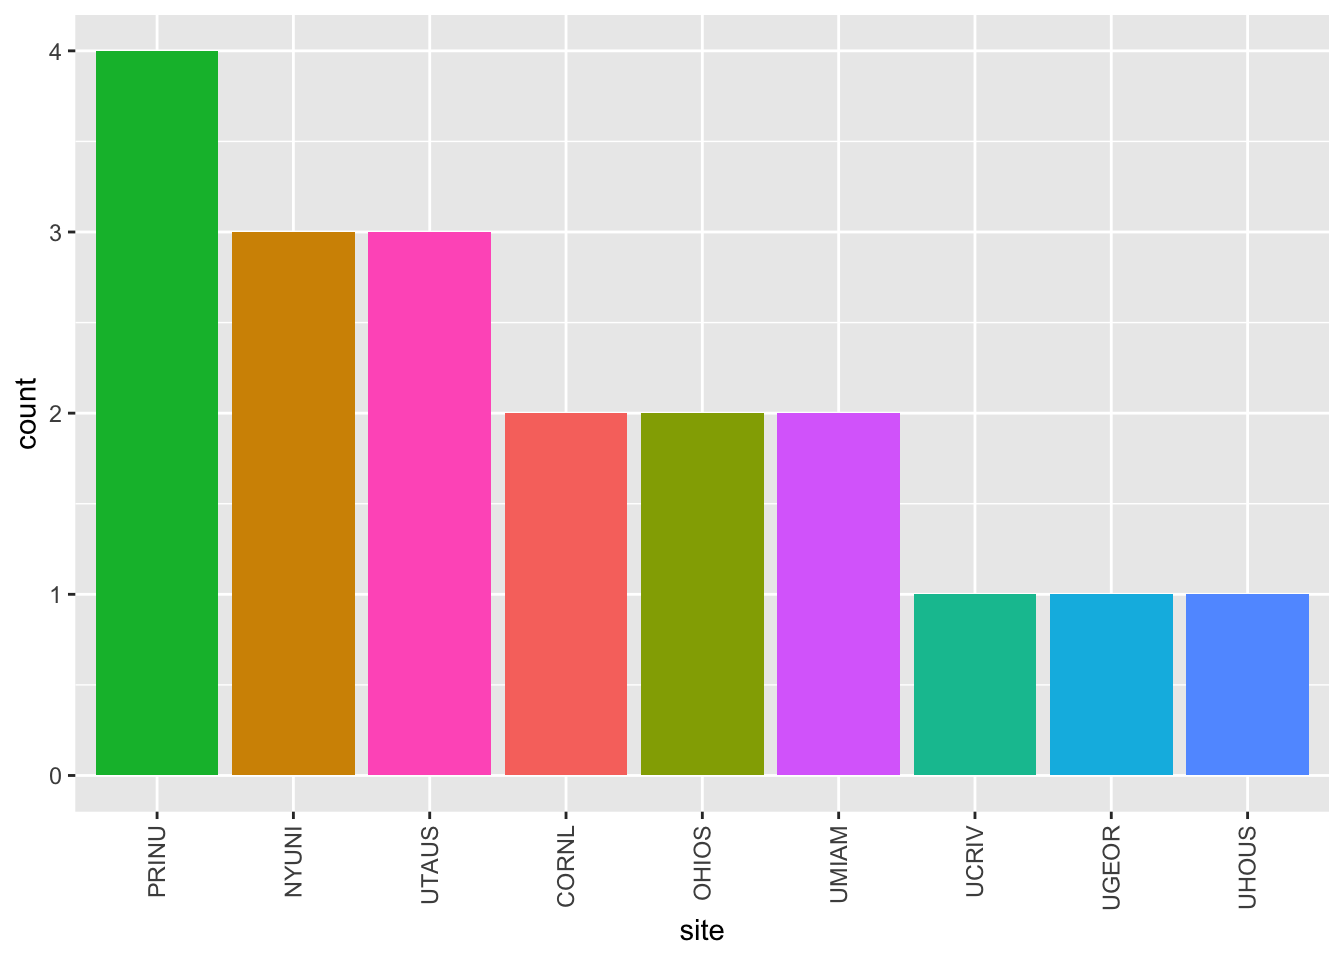 4
3
2
1
0
count
PRINU
NYUNI
UTAUS
CORNL
OHIOS
UMIAM
UCRIV
UGEOR
UHOUS
site